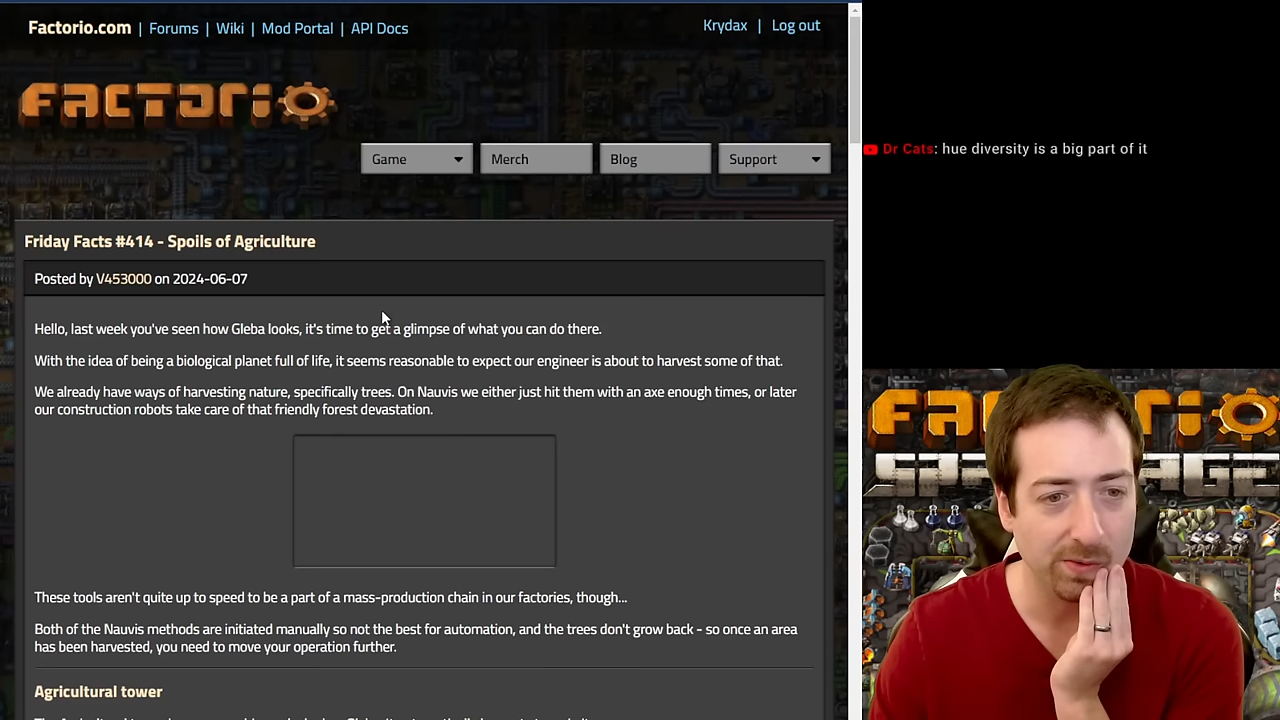 Factorio.com | Forums | Wiki | Mod Portal | API Docs
Krydax | Log out
FACTORIO
Game
Merch
Blog
Support
Friday Facts #414 - Spoils of Agriculture
Posted by V453000 on 2024-06-07
Hello, last week you've seen how Gleba looks, it's time to get a glimpse of what you can do there.
With the idea of being a biological planet full of life, it seems reasonable to expect our engineer is about to harvest some of that.
We already have ways of harvesting nature, specifically trees. On Nauvis we either just hit them with an axe enough times, or later
our construction robots take care of that friendly forest devastation.
These tools aren't quite up to speed to be a part of a mass-production chain in our factories, though...
Both of the Nauvis methods are initiated manually so not the best for automation, and the trees don't grow back - so once an area
has been harvested, you need to move your operation further.
Agricultural tower
Dr Cats: hue diversity is a big part of it